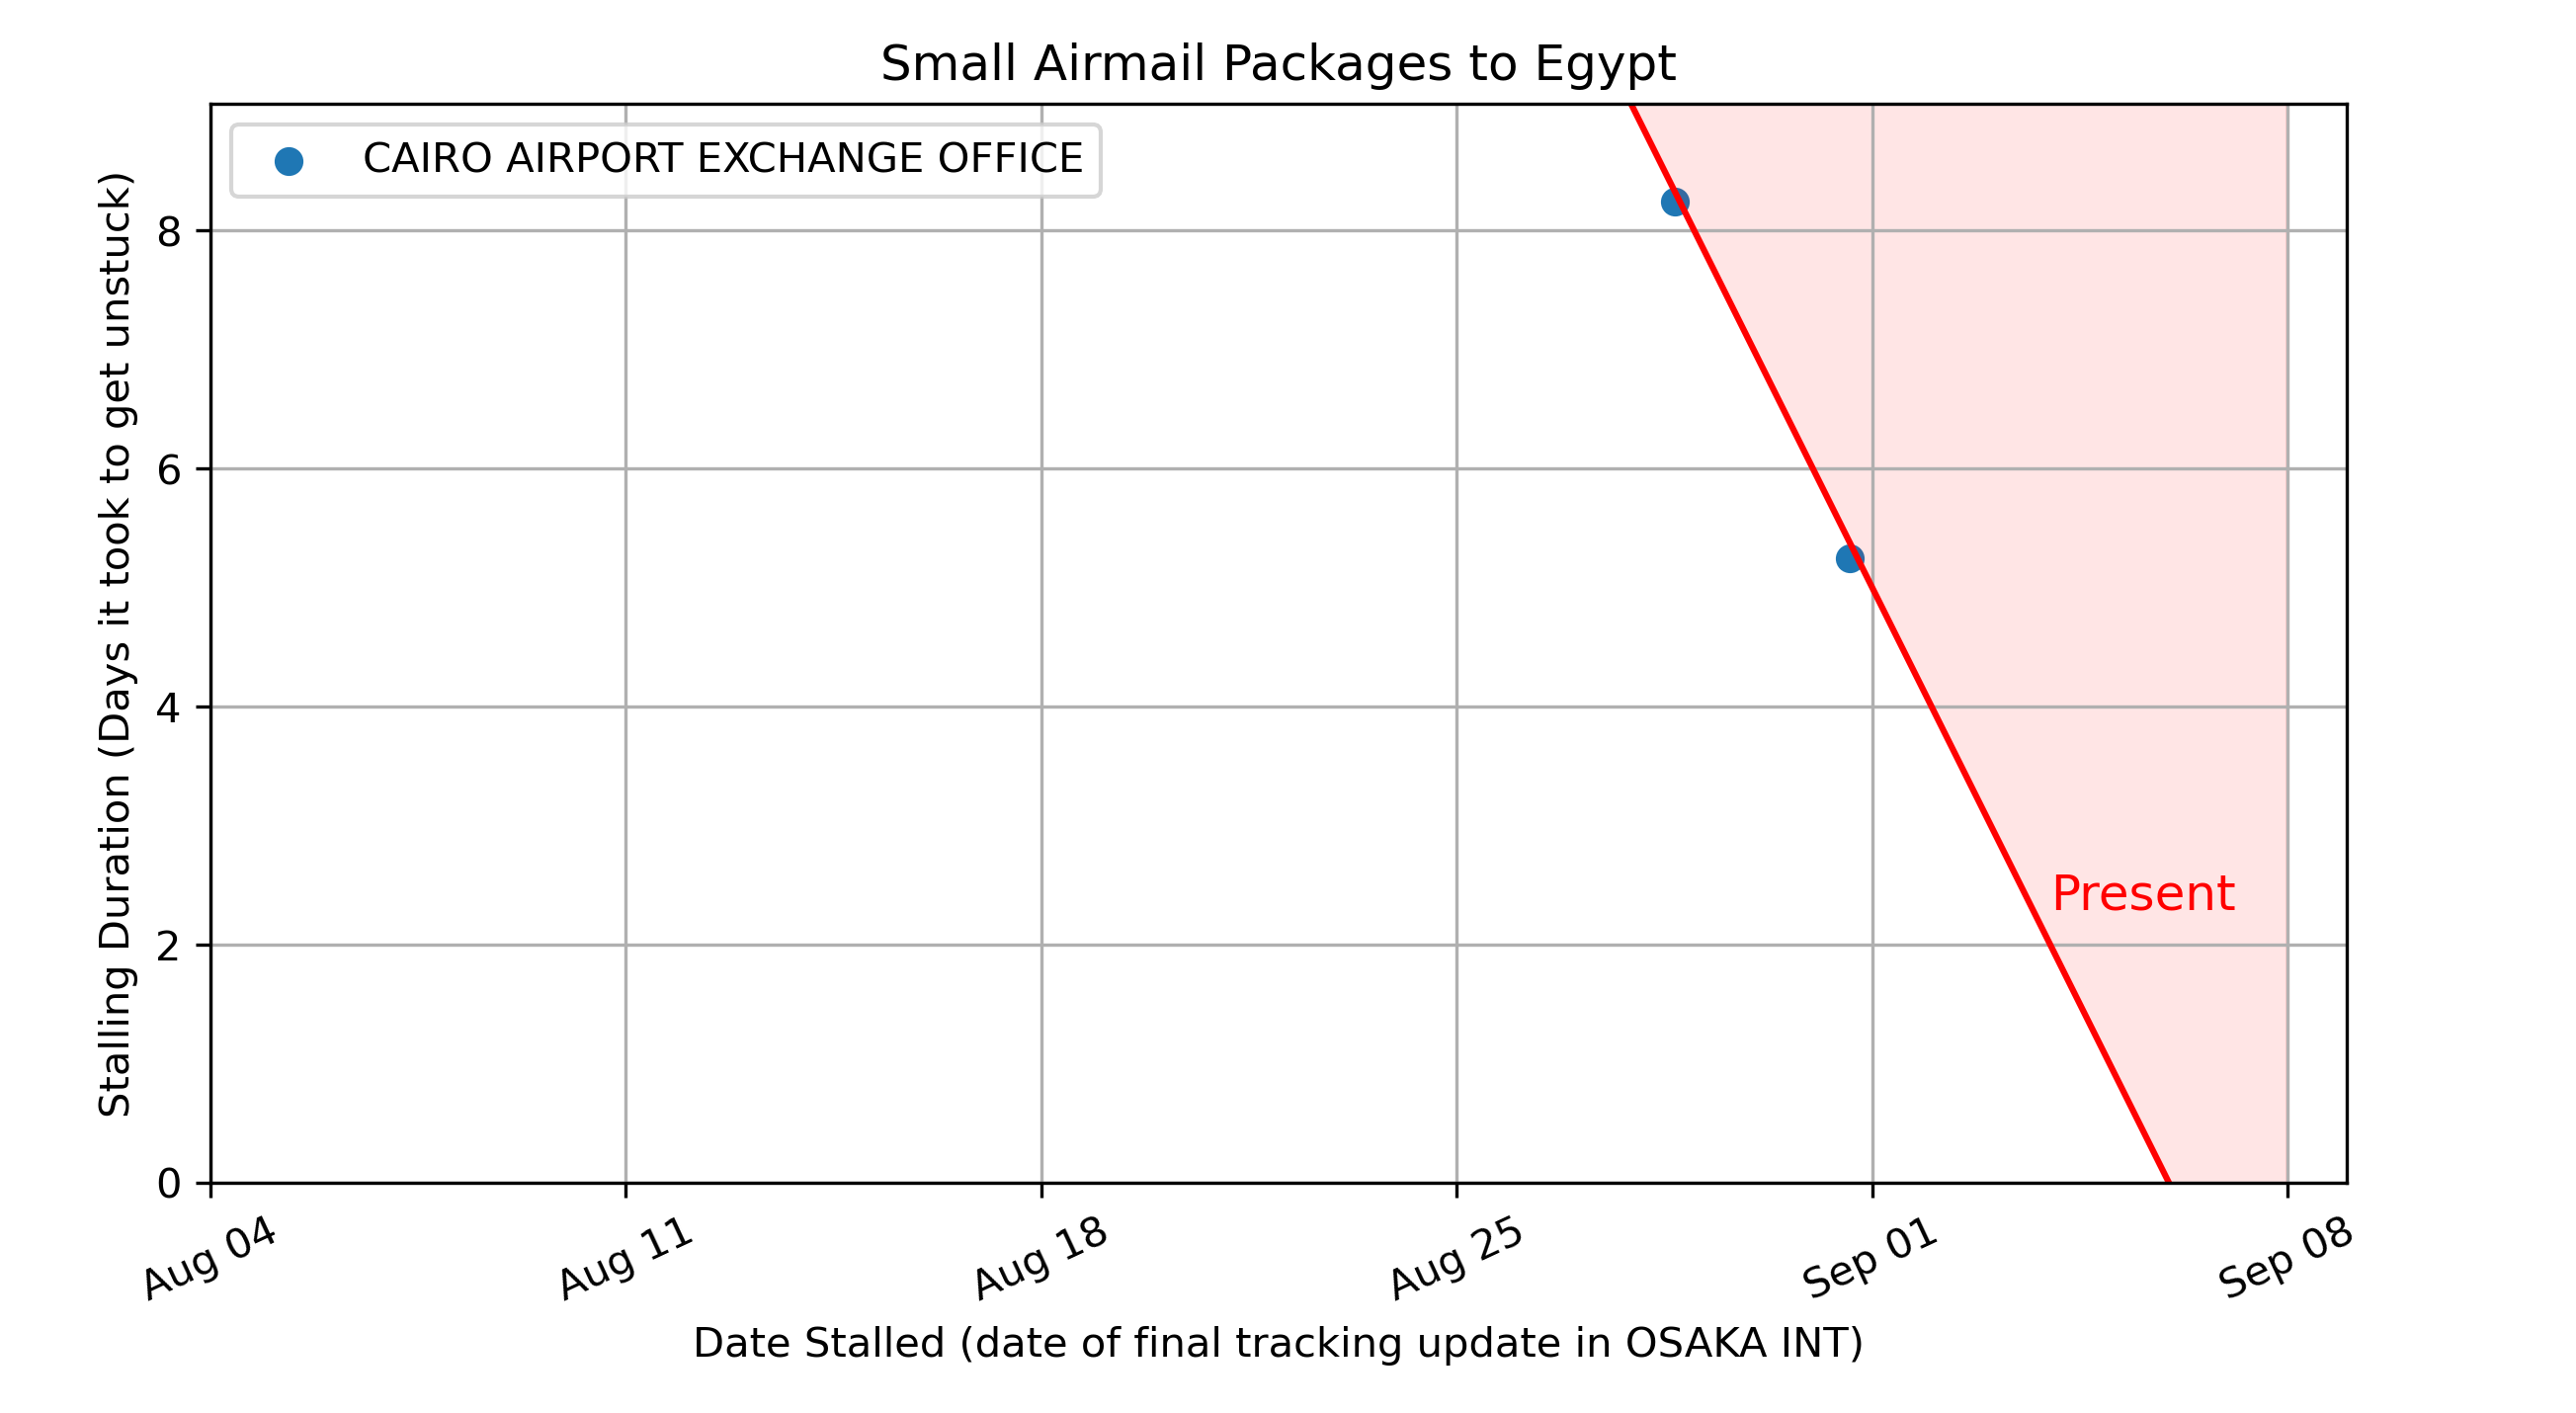 Small Airmail Packages to Egypt
CAIRO AIRPORT EXCHANGE OFFICE
Stalling Duration (Days it took to get unstuck)
8
6
4
2
0
Present
Aug 04
Aug 11
Aug 18
Aug 25
Sep 01
Sep 08
Date Stalled (date of final tracking update in OSAKA INT)